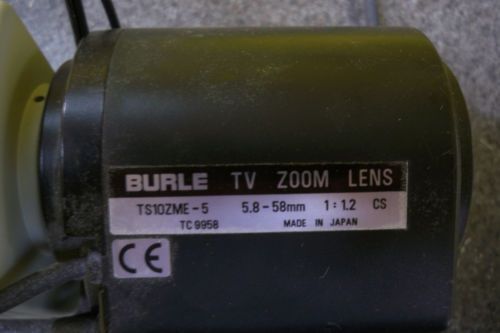 BURLE TV ZOOM LENS
TS10ZME-5 5.8-58mm 1:1.2 CS
TC9958 MADE IN JAPAN
CE